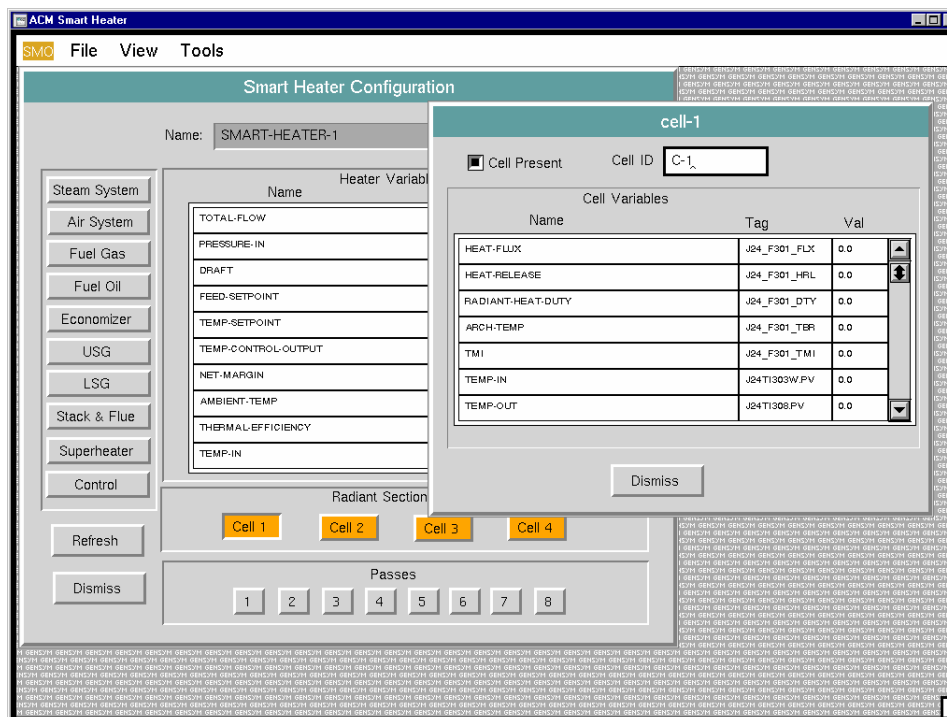 ACM Smart Heater
SMO File View Tools
Smart Heater Configuration
Name: SMART-HEATER-1
Steam System
Air System
Fuel Gas
Fuel Oil
Economizer
USG
LSG
Stack & Flue
Superheater
Control
Refresh
Dismiss
Heater Variabl
Name
TOTAL-FLOW
PRESSURE-IN
DRAFT
FEED-SETPOINT
TEMP-SETPOINT
TEMP-CONTROL-OUTPUT
NET-MARGIN
AMBIENT-TEMP
THERMAL-EFFICIENCY
TEMP-IN
Radiant Section
Cell 1 Cell 2 Cell 3 Cell 4
Passes
1 2 3 4 5 6 7 8
cell-1
Cell Present Cell ID C-1
Cell Variables
Name Tag Val
HEAT-FLUX J24_F301_FLX 0.0
HEAT-RELEASE J24_F301_HRL 0.0
RADIANT-HEAT-DUTY J24_F301_DTY 0.0
ARCH-TEMP J24_F301_TBR 0.0
TMI J24_F301_TMI 0.0
TEMP-IN J24TI303W.PV 0.0
TEMP-OUT J24TI308.PV 0.0
Dismiss